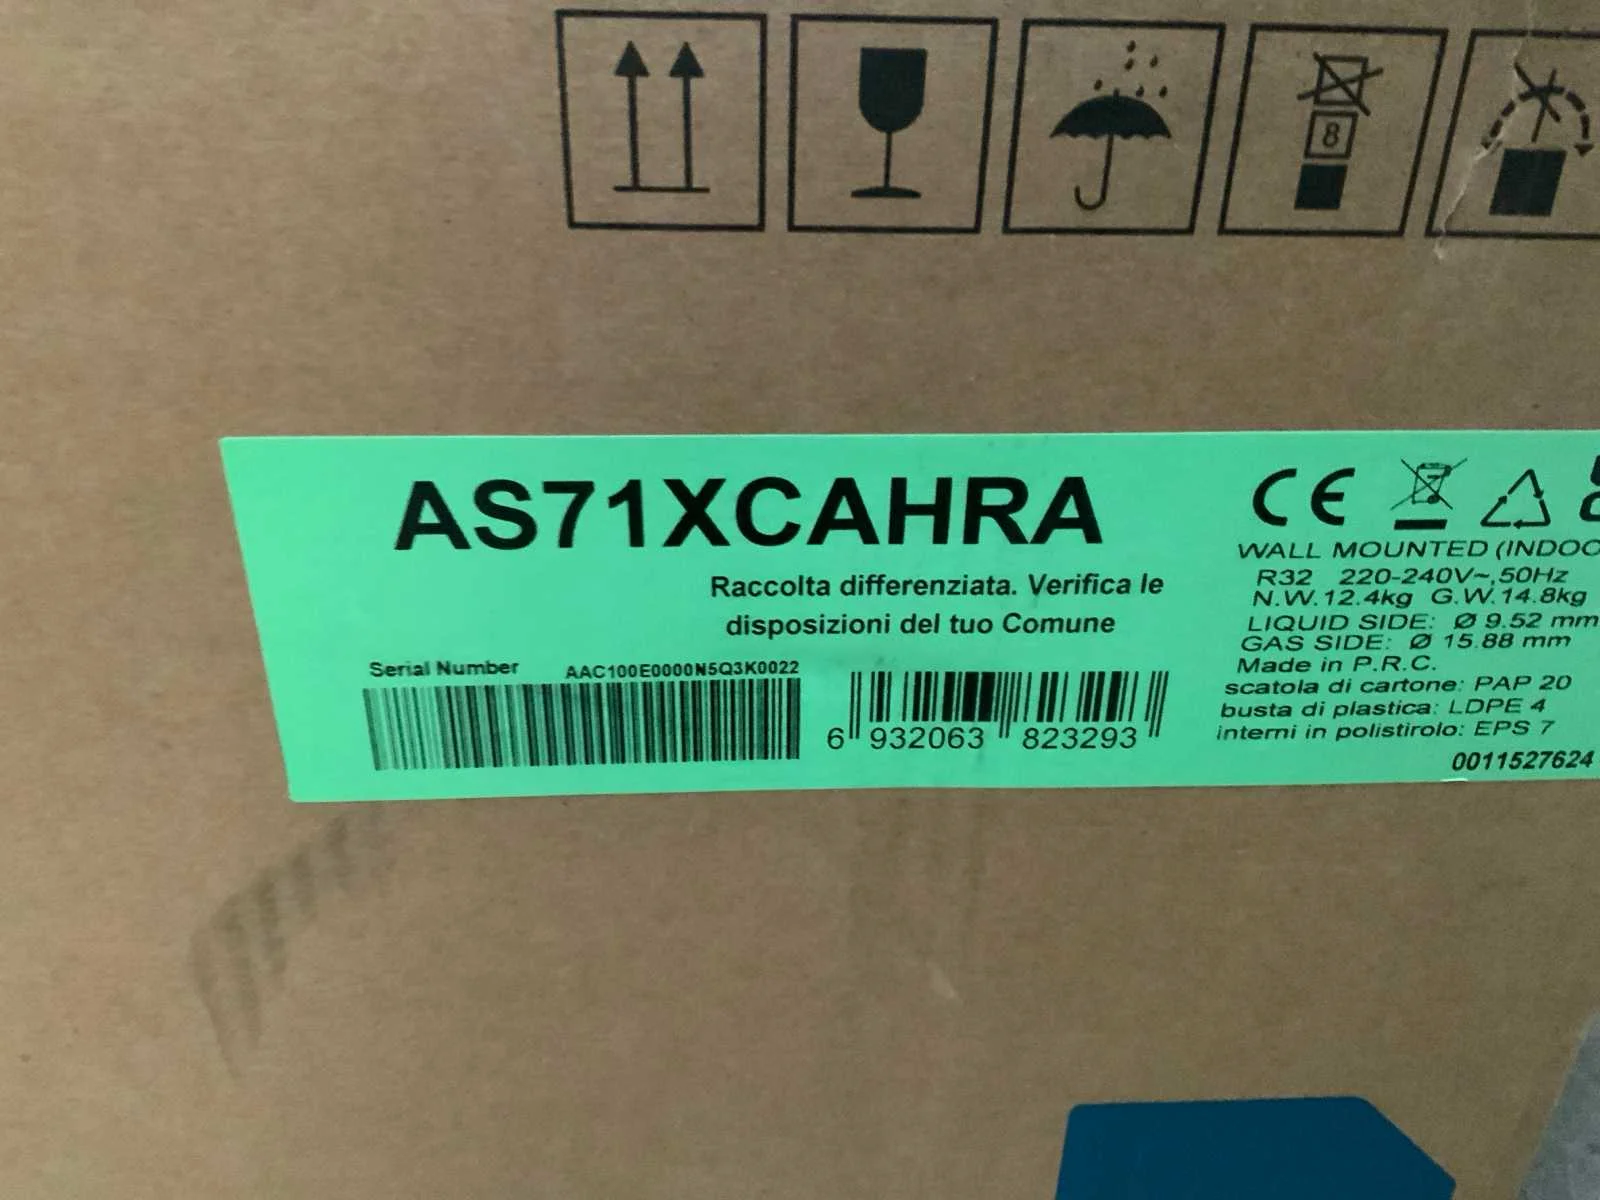 8
AS71XCAHRA
Raccolta differenziata. Verifica le
disposizioni del tuo Comune
Serial Number AAC100E0000N5Q3K0022
6 932063 823293
CE
WALL MOUNTED (INDOO
R32 220-240V~,50Hz
N.W.12.4kg G.W.14.8kg
LIQUID SIDE: Ø 9.52 mm
GAS SIDE: Ø 15.88 mm
Made in P.R.C.
scatola di cartone: PAP 20
busta di plastica: LDPE 4
interni in polistirolo: EPS 7
0011527624